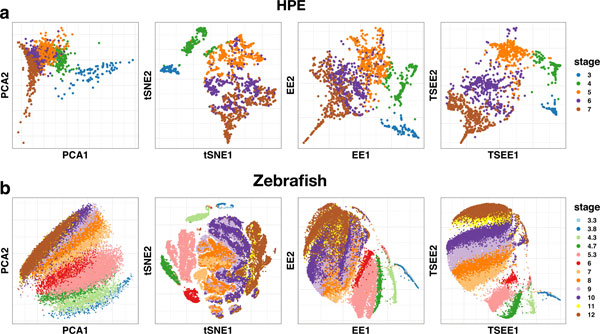 a
HPE
PCA2
PCA1
tSNE2
tSNE1
EE2
EE1
TSEE2
TSEE1
stage
3
4
5
6
7
b
Zebrafish
PCA2
PCA1
tSNE2
tSNE1
EE2
EE1
TSEE2
TSEE1
stage
3.3
3.8
4.3
4.7
5.3
6
7
8
9
10
11
12